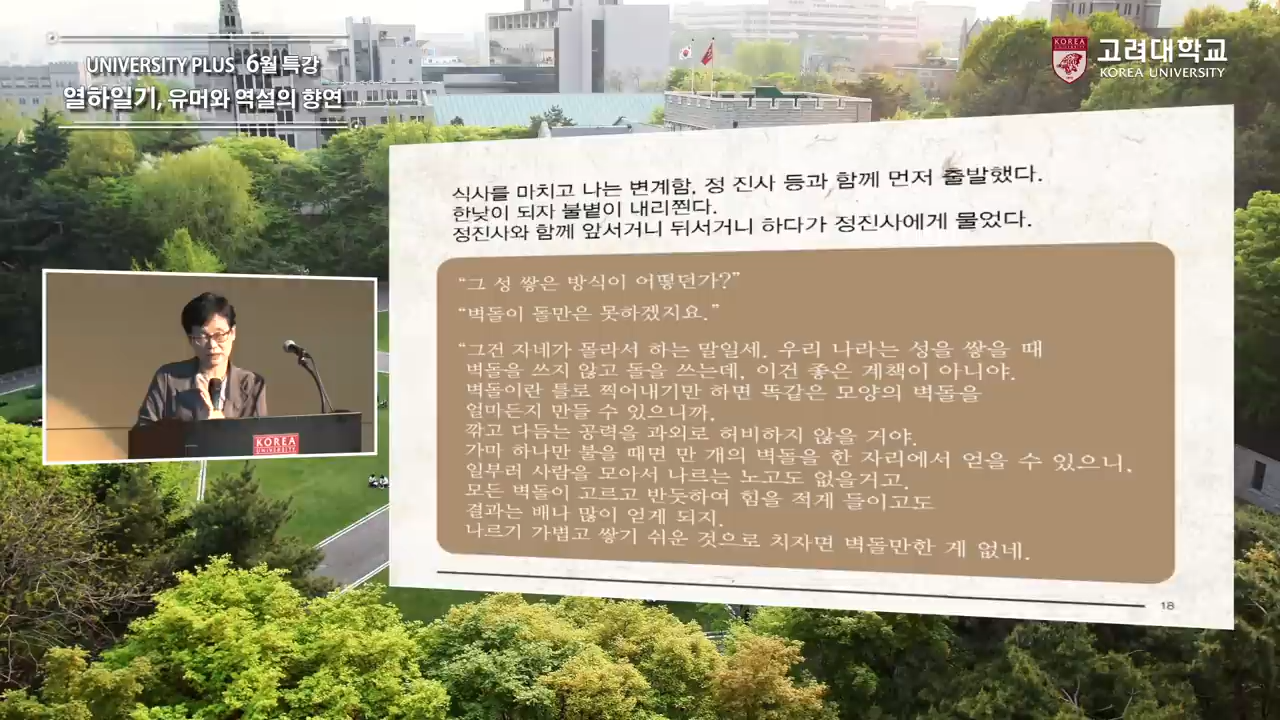 UNIVERSITY PLUS 6월 특강
열하일기, 유머와 역설의 향연
고려대학교
KOREA UNIVERSITY
식사를 마치고 나는 변계함, 정 진사 등과 함께 먼저 출발했다.
한낮이 되자 불볕이 내리쬔다.
정진사와 함께 앞서거니 뒤서거니 하다가 정진사에게 물었다.
“그 성 쌓은 방식이 어떻던가?”
“벽돌이 돌만은 못하겠지요.”
“그건 자네가 몰라서 하는 말일세. 우리 나라는 성을 쌓을 때
벽돌을 쓰지 않고 돌을 쓰는데, 이건 좋은 계책이 아니야.
벽돌이란 틀로 찍어내기만 하면 똑같은 모양의 벽돌을
얼마든지 만들 수 있으니까,
깎고 다듬는 공력을 과외로 허비하지 않을 거야.
가마 하나만 불을 때면 만 개의 벽돌을 한 자리에서 얻을 수 있으니,
일부러 사람을 모아서 나르는 노고도 없을거고.
모든 벽돌이 고르고 반듯하여 힘을 적게 들이고도
결과는 배나 많이 얻게 되지.
나르기 가볍고 쌓기 쉬운 것으로 치자면 벽돌만한 게 없네.
18
KOREA
UNIVERSITY